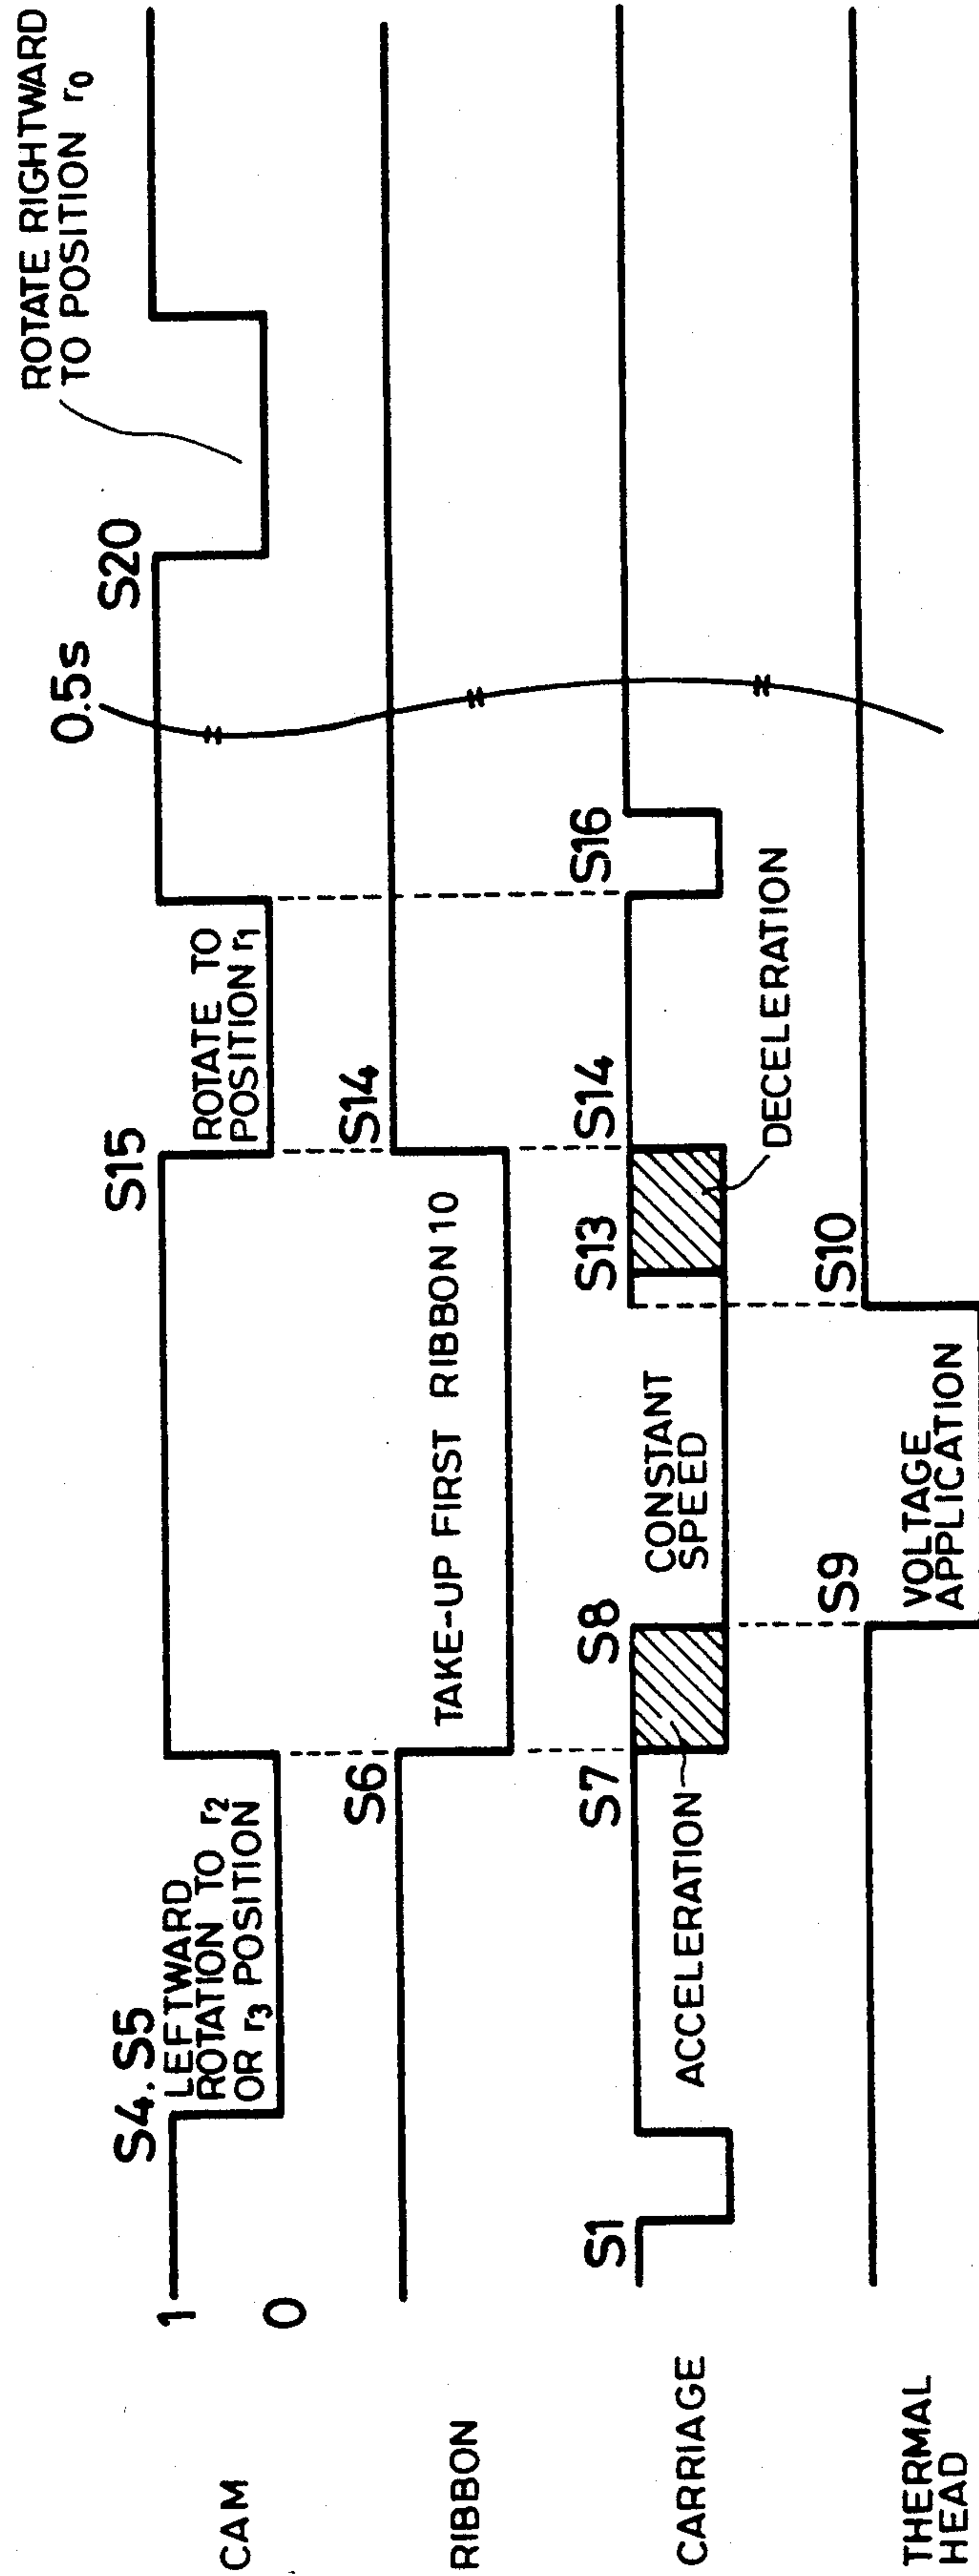 ROTATE RIGHTWARD
TO POSITION r0
0.5s
S20
S4. S5
S15
1
LEFTWARD
ROTATION TO r2
OR r3 POSITION
ROTATE TO
POSITION r1
CAM
0
S6
S14
RIBBON
TAKE-UP FIRST RIBBON 10
S1
S7
S8
S13
S14
S16
CARRIAGE
ACCELERATION
CONSTANT
SPEED
DECELERATION
S9
S10
THERMAL
HEAD
VOLTAGE
APPLICATION